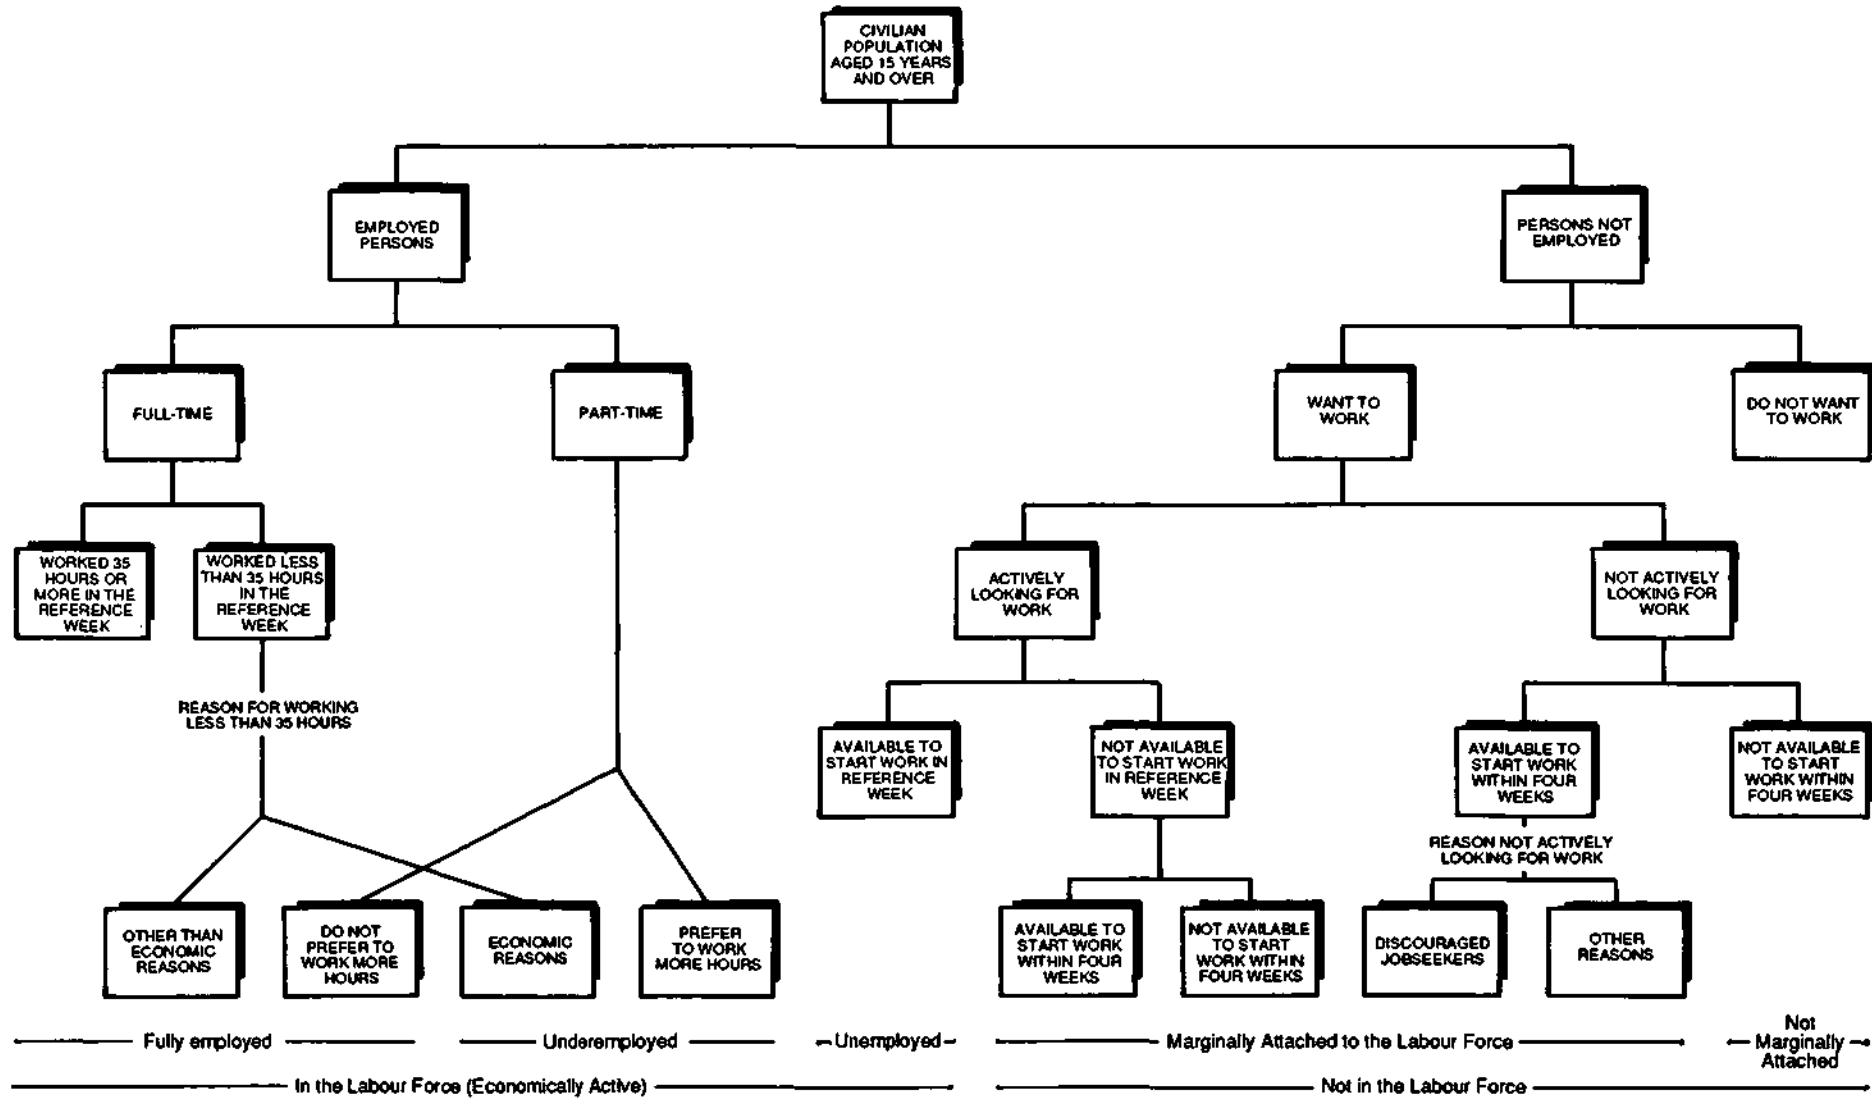 CIVILIAN
POPULATION
AGED 15 YEARS
AND OVER
EMPLOYED
PERSONS
PERSONS NOT
EMPLOYED
FULL-TIME
PART-TIME
WANT TO
WORK
DO NOT WANT
TO WORK
WORKED 35
HOURS OR
MORE IN THE
REFERENCE
WEEK
WORKED LESS
THAN 35 HOURS
IN THE
REFERENCE
WEEK
ACTIVELY
LOOKING FOR
WORK
NOT ACTIVELY
LOOKING FOR
WORK
REASON FOR WORKING
LESS THAN 35 HOURS
AVAILABLE TO
START WORK IN
REFERENCE
WEEK
NOT AVAILABLE
TO START WORK
IN REFERENCE
WEEK
AVAILABLE TO
START WORK
WITHIN FOUR
WEEKS
NOT AVAILABLE
TO START
WORK WITHIN
FOUR WEEKS
REASON NOT ACTIVELY
LOOKING FOR WORK
OTHER THAN
ECONOMIC
REASONS
DO NOT
PREFER TO
WORK MORE
HOURS
ECONOMIC
REASONS
PREFER
TO WORK
MORE HOURS
AVAILABLE TO
START WORK
WITHIN FOUR
WEEKS
NOT AVAILABLE
TO START
WORK WITHIN
FOUR WEEKS
DISCOURAGED
JOBSEEKERS
OTHER
REASONS
Fully employed
Underemployed
Unemployed
Marginally Attached to the Labour Force
Not
Marginally
Attached
In the Labour Force (Economically Active)
Not in the Labour Force